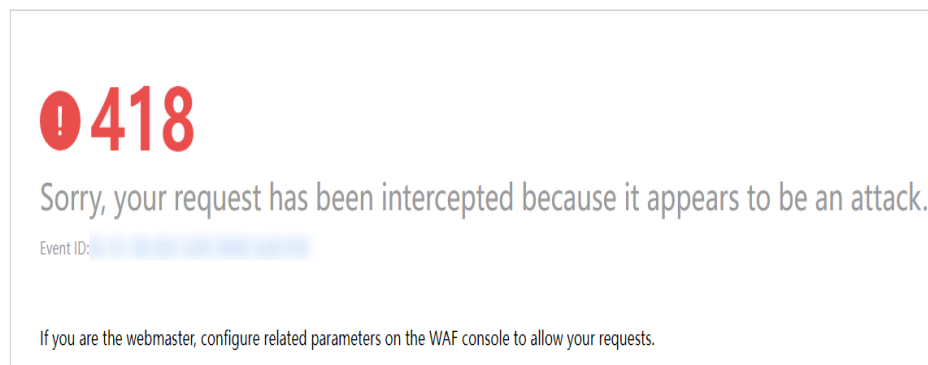 ! 418
Sorry, your request has been intercepted because it appears to be an attack.
Event ID:
If you are the webmaster, configure related parameters on the WAF console to allow your requests.